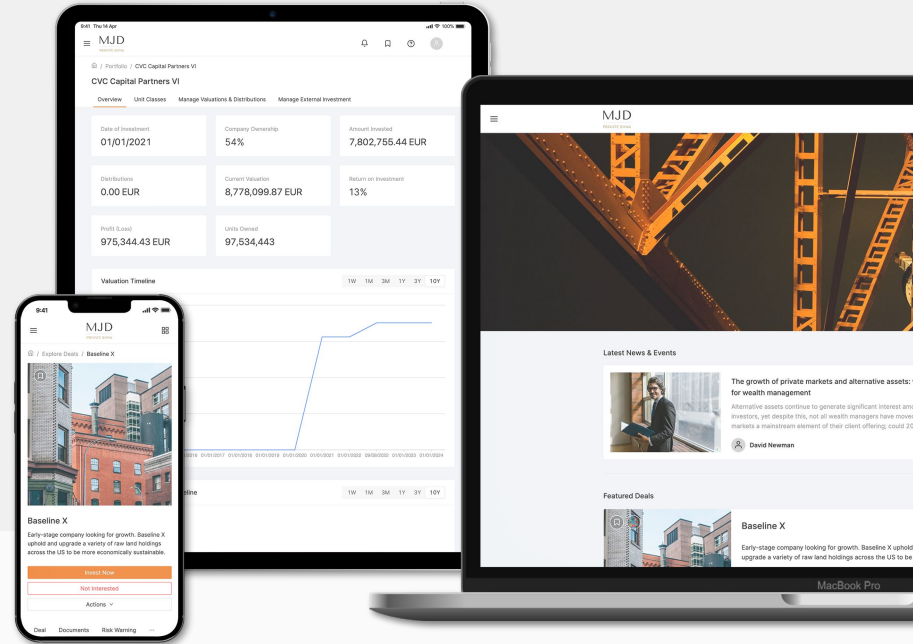 9:41 Thu 14 Apr
100%
MJD
PRIVATE BANK
/ Portfolio / CVC Capital Partners VI
CVC Capital Partners VI
Overview Unit Classes Manage Valuations & Distributions Manage External Investment
Date of Investment
01/01/2021
Company Ownership
54%
Amount Invested
7,802,755.44 EUR
Distributions
0.00 EUR
Current Valuation
8,778,099.87 EUR
Return on Investment
13%
Profit (Loss)
975,344.43 EUR
Units Owned
97,534,443
Valuation Timeline
1W 1M 3M 1Y 3Y 10Y
01/01/2017 01/01/2018 01/01/2019 01/01/2020 01/01/2021 01/01/2022 01/01/2023 01/01/2024
1W 1M 3M 1Y 3Y 10Y
9:41
MJD
PRIVATE BANK
/ Explore Deals / Baseline X
Baseline X
Early-stage company looking for growth. Baseline X
uphold and upgrade a variety of raw land holdings
across the US to be more economically sustainable.
Invest Now
Not Interested
Actions
Deal Documents Risk Warning ...
MJD
PRIVATE BANK
Latest News & Events
The growth of private markets and alternative assets:
for wealth management
Alternative assets continue to generate significant interest
investors, yet despite this, not all wealth managers have
markets a mainstream element of their client offering; could
David Newman
Featured Deals
Baseline X
Early-stage company looking for growth. Baseline X uphold
upgrade a variety of raw land holdings across the US to be
MacBook Pro